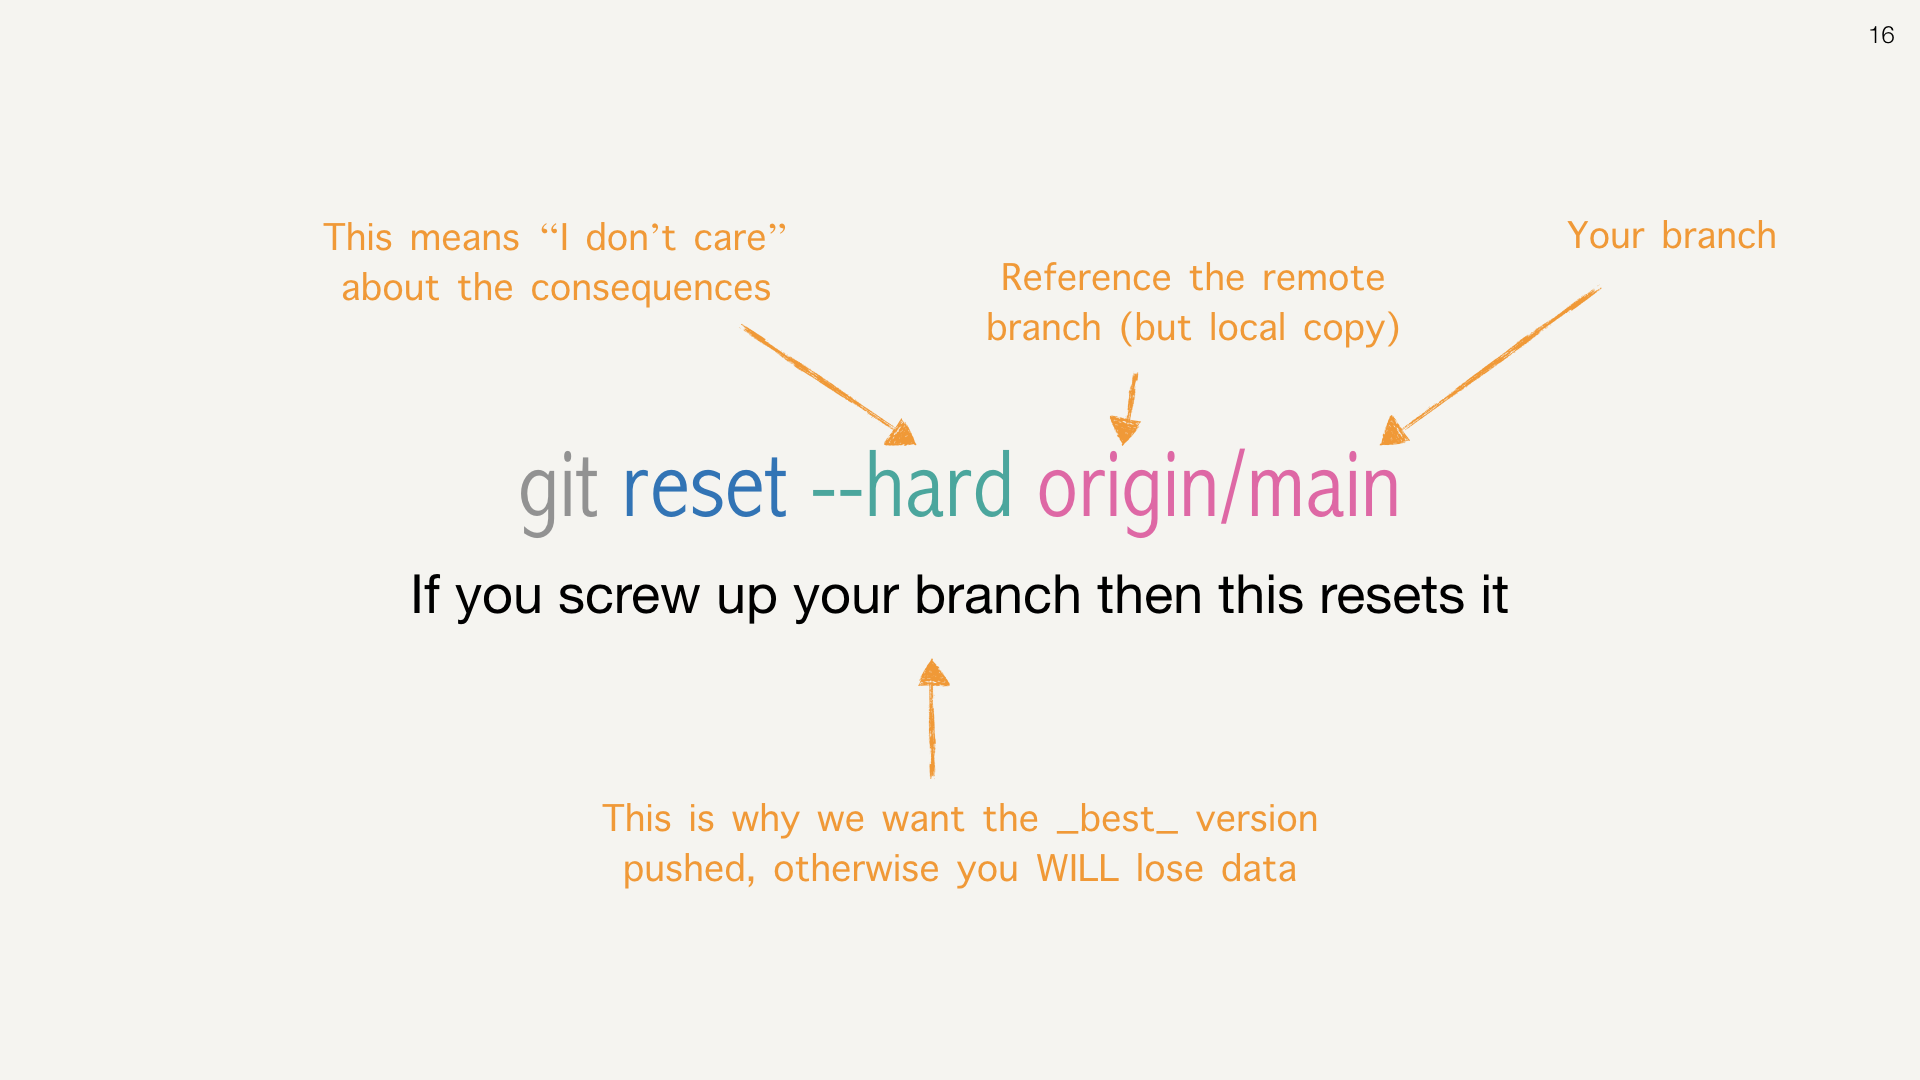 16
This means “I don’t care”
about the consequences
Reference the remote
branch (but local copy)
Your branch
git reset --hard origin/main
If you screw up your branch then this resets it
This is why we want the _best_ version
pushed, otherwise you WILL lose data